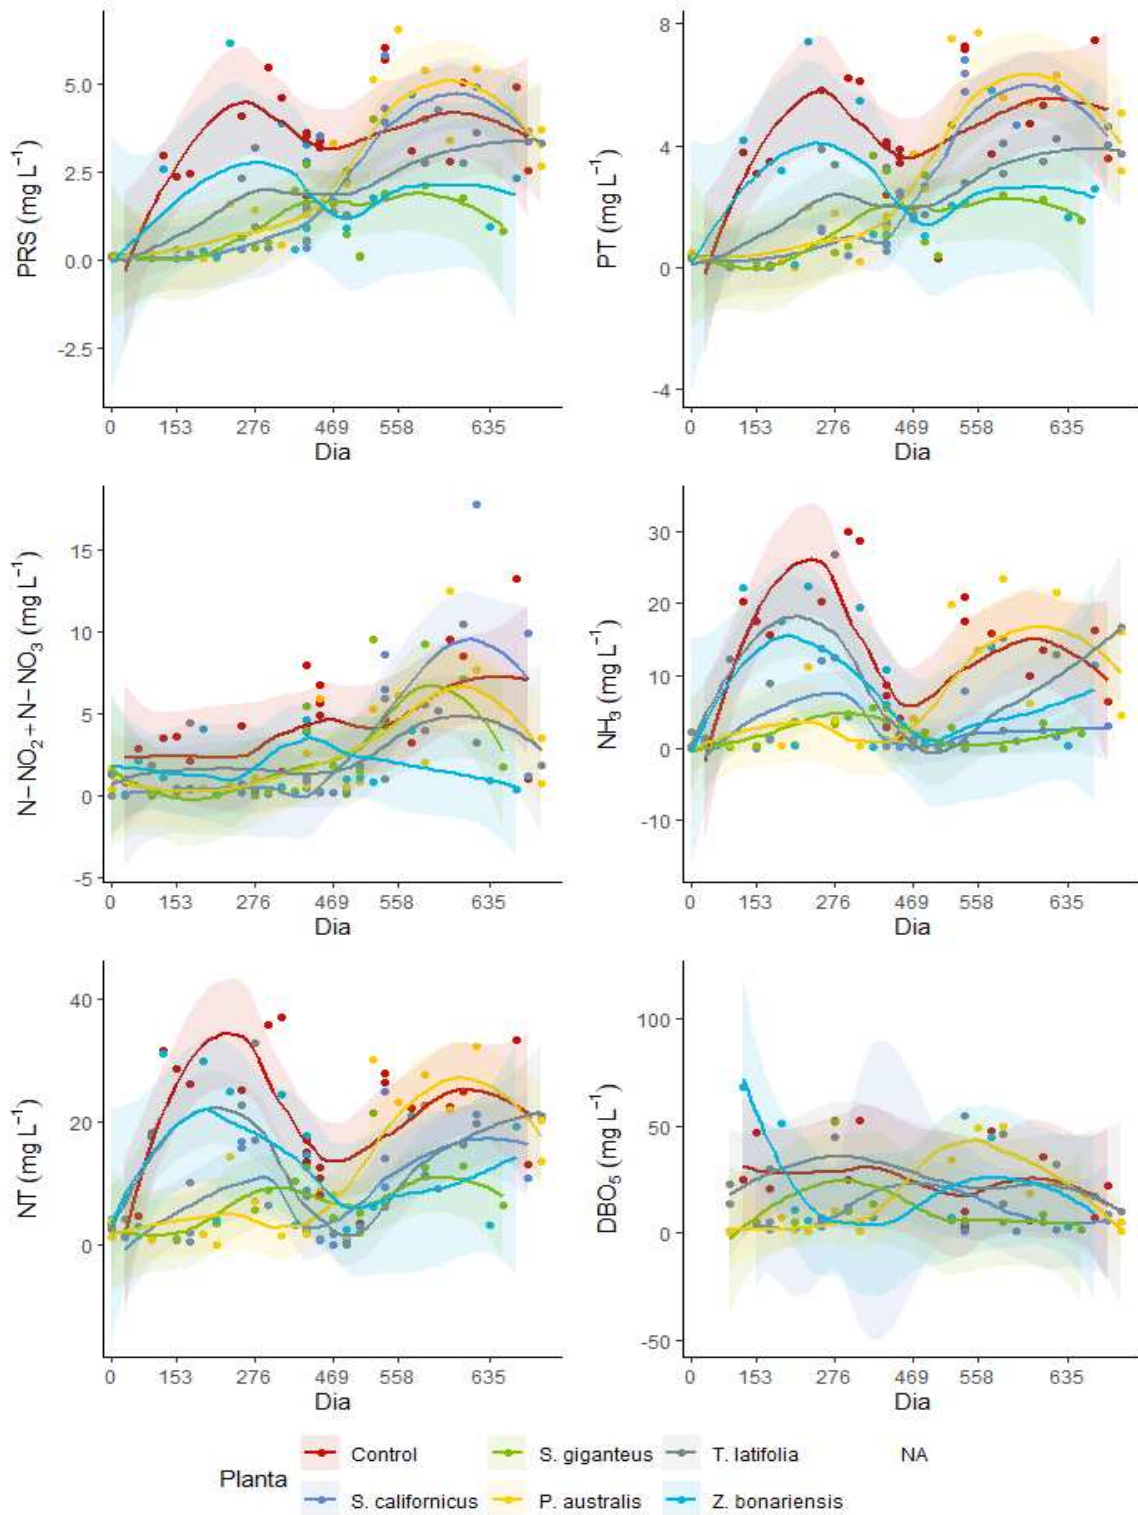 PRS (mg L⁻¹)
5.0
2.5
0.0
-2.5
0 153 276 469 558 635
Dia
PT (mg L⁻¹)
8
4
0
-4
0 153 276 469 558 635
Dia
N−NO₂+N−NO₃ (mg L⁻¹)
15
10
5
0
-5
0 153 276 469 558 635
Dia
NH₃ (mg L⁻¹)
30
20
10
0
-10
0 153 276 469 558 635
Dia
NT (mg L⁻¹)
40
20
0
0 153 276 469 558 635
Dia
DBO₅ (mg L⁻¹)
100
50
0
-50
0 153 276 469 558 635
Dia
Planta
Control S. giganteus T. latifolia NA
S. californicus P. australis Z. bonariensis